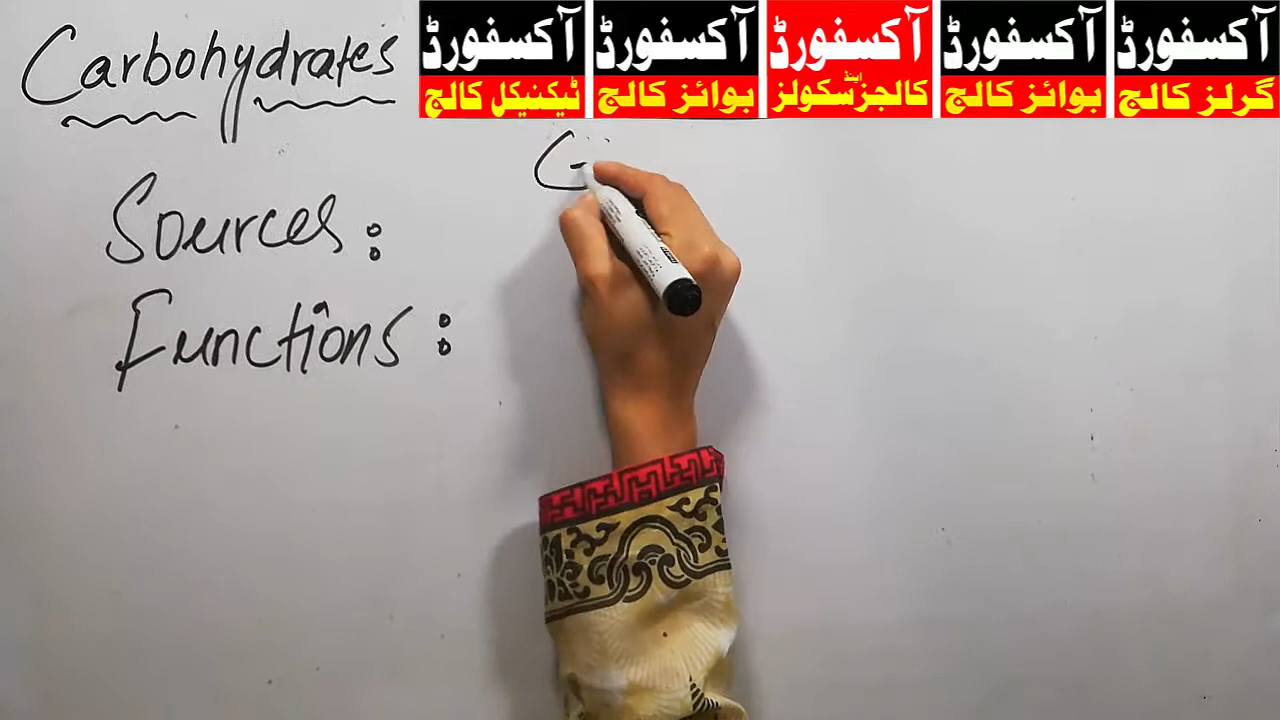 Carbohydrates
آکسفورڈ
ٹیکنیکل کالج
آکسفورڈ
بوائز کالج
آکسفورڈ
کالجز اینڈ سکولز
آکسفورڈ
بوائز کالج
آکسفورڈ
گرلز کالج
G
Sources:
Functions: